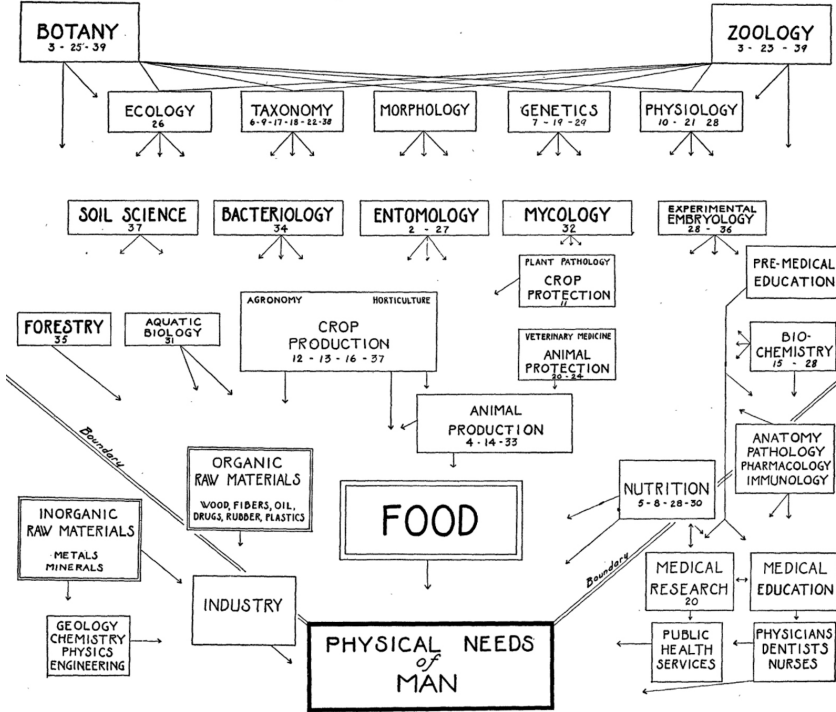 BOTANY
3 - 25 - 39
ZOOLOGY
3 - 23 - 39
ECOLOGY
26
TAXONOMY
6-9-17-18-22-38
MORPHOLOGY
GENETICS
7 - 19 - 29
PHYSIOLOGY
10 - 21 28
SOIL SCIENCE
37
BACTERIOLOGY
34
ENTOMOLOGY
2 - 27
MYCOLOGY
32
EXPERIMENTAL
EMBRYOLOGY
28 - 36
PLANT PATHOLOGY
CROP
PROTECTION
11
PRE-MEDICAL
EDUCATION
FORESTRY
35
AQUATIC
BIOLOGY
31
AGRONOMY HORTICULTURE
CROP
PRODUCTION
12 - 13 - 16 - 37
VETERINARY MEDICINE
ANIMAL
PROTECTION
20-24
BIO-
CHEMISTRY
15 - 28
ANIMAL
PRODUCTION
4 - 14 - 33
Boundary
ANATOMY
PATHOLOGY
PHARMACOLOGY
IMMUNOLOGY
ORGANIC
RAW MATERIALS
WOOD, FIBERS, OIL,
DRUGS, RUBBER, PLASTICS
INORGANIC
RAW MATERIALS
METALS
MINERALS
FOOD
NUTRITION
5 - 8 - 28 - 30
Boundary
MEDICAL
RESEARCH
20
MEDICAL
EDUCATION
INDUSTRY
GEOLOGY
CHEMISTRY
PHYSICS
ENGINEERING
PHYSICAL NEEDS
of
MAN
PUBLIC
HEALTH
SERVICES
PHYSICIANS
DENTISTS
NURSES